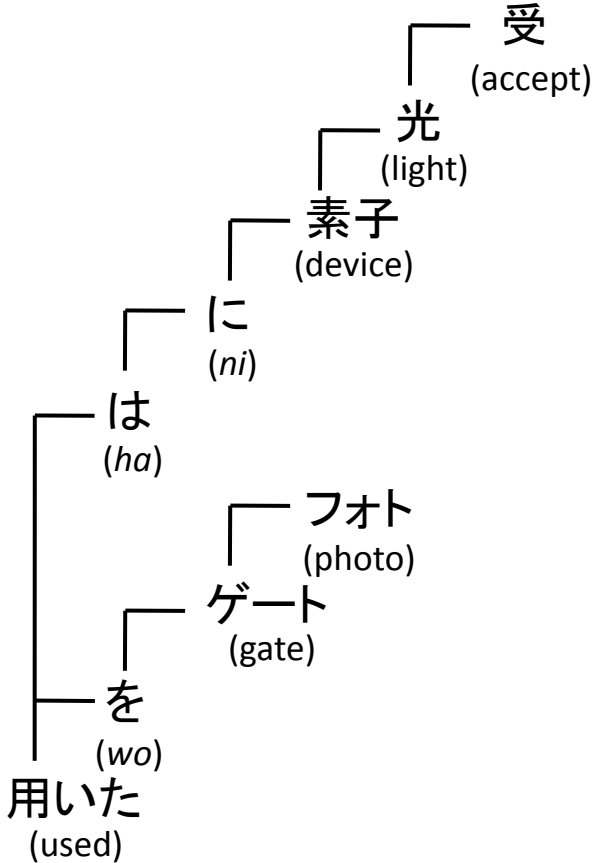 受
(accept)
光
(light)
素子
(device)
に
(ni)
は
(ha)
フォト
(photo)
ゲート
(gate)
を
(wo)
用いた
(used)